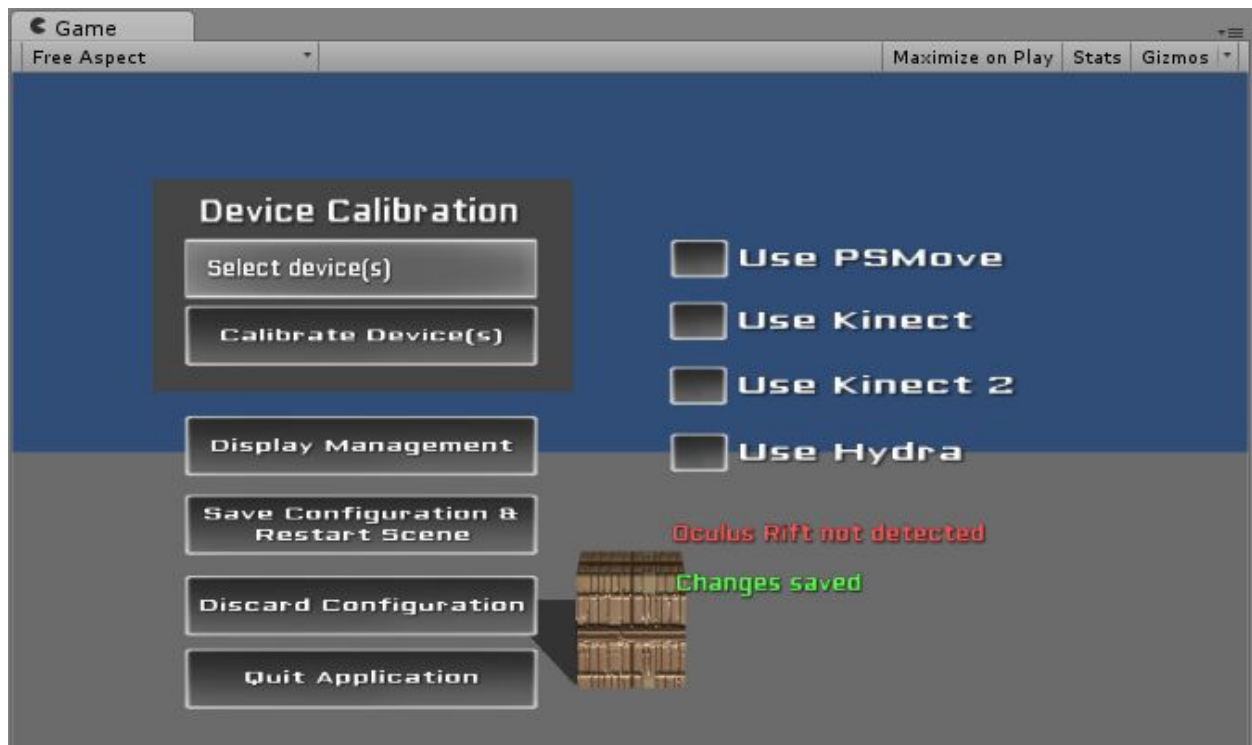 Game
Free Aspect
Maximize on Play
Stats
Gizmos
Device Calibration
Select device(s)
Calibrate Device(s)
Display Management
Save Configuration &
Restart Scene
Discard Configuration
Quit Application
Use PSMove
Use Kinect
Use Kinect 2
Use Hydra
Oculus Rift not detected
Changes saved